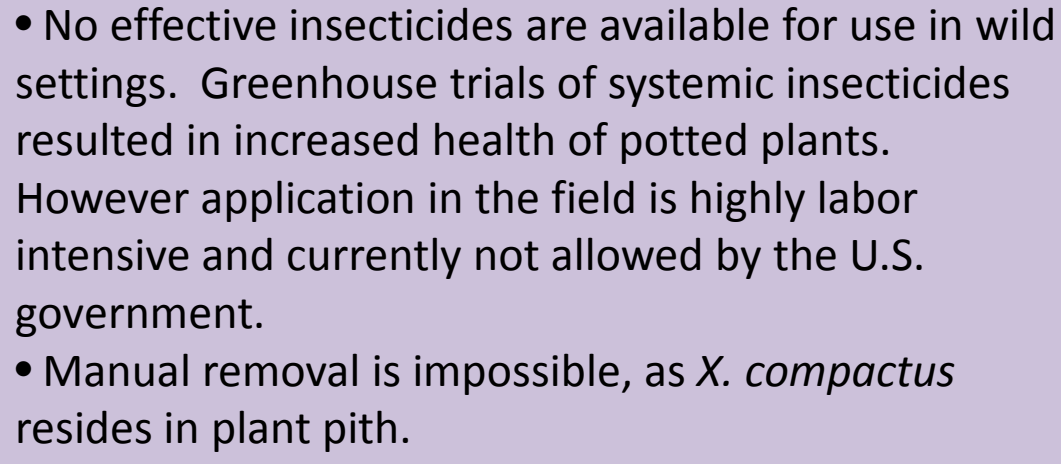 • No effective insecticides are available for use in wild
settings.  Greenhouse trials of systemic insecticides
resulted in increased health of potted plants.
However application in the field is highly labor
intensive and currently not allowed by the U.S.
government.
• Manual removal is impossible, as X. compactus
resides in plant pith.